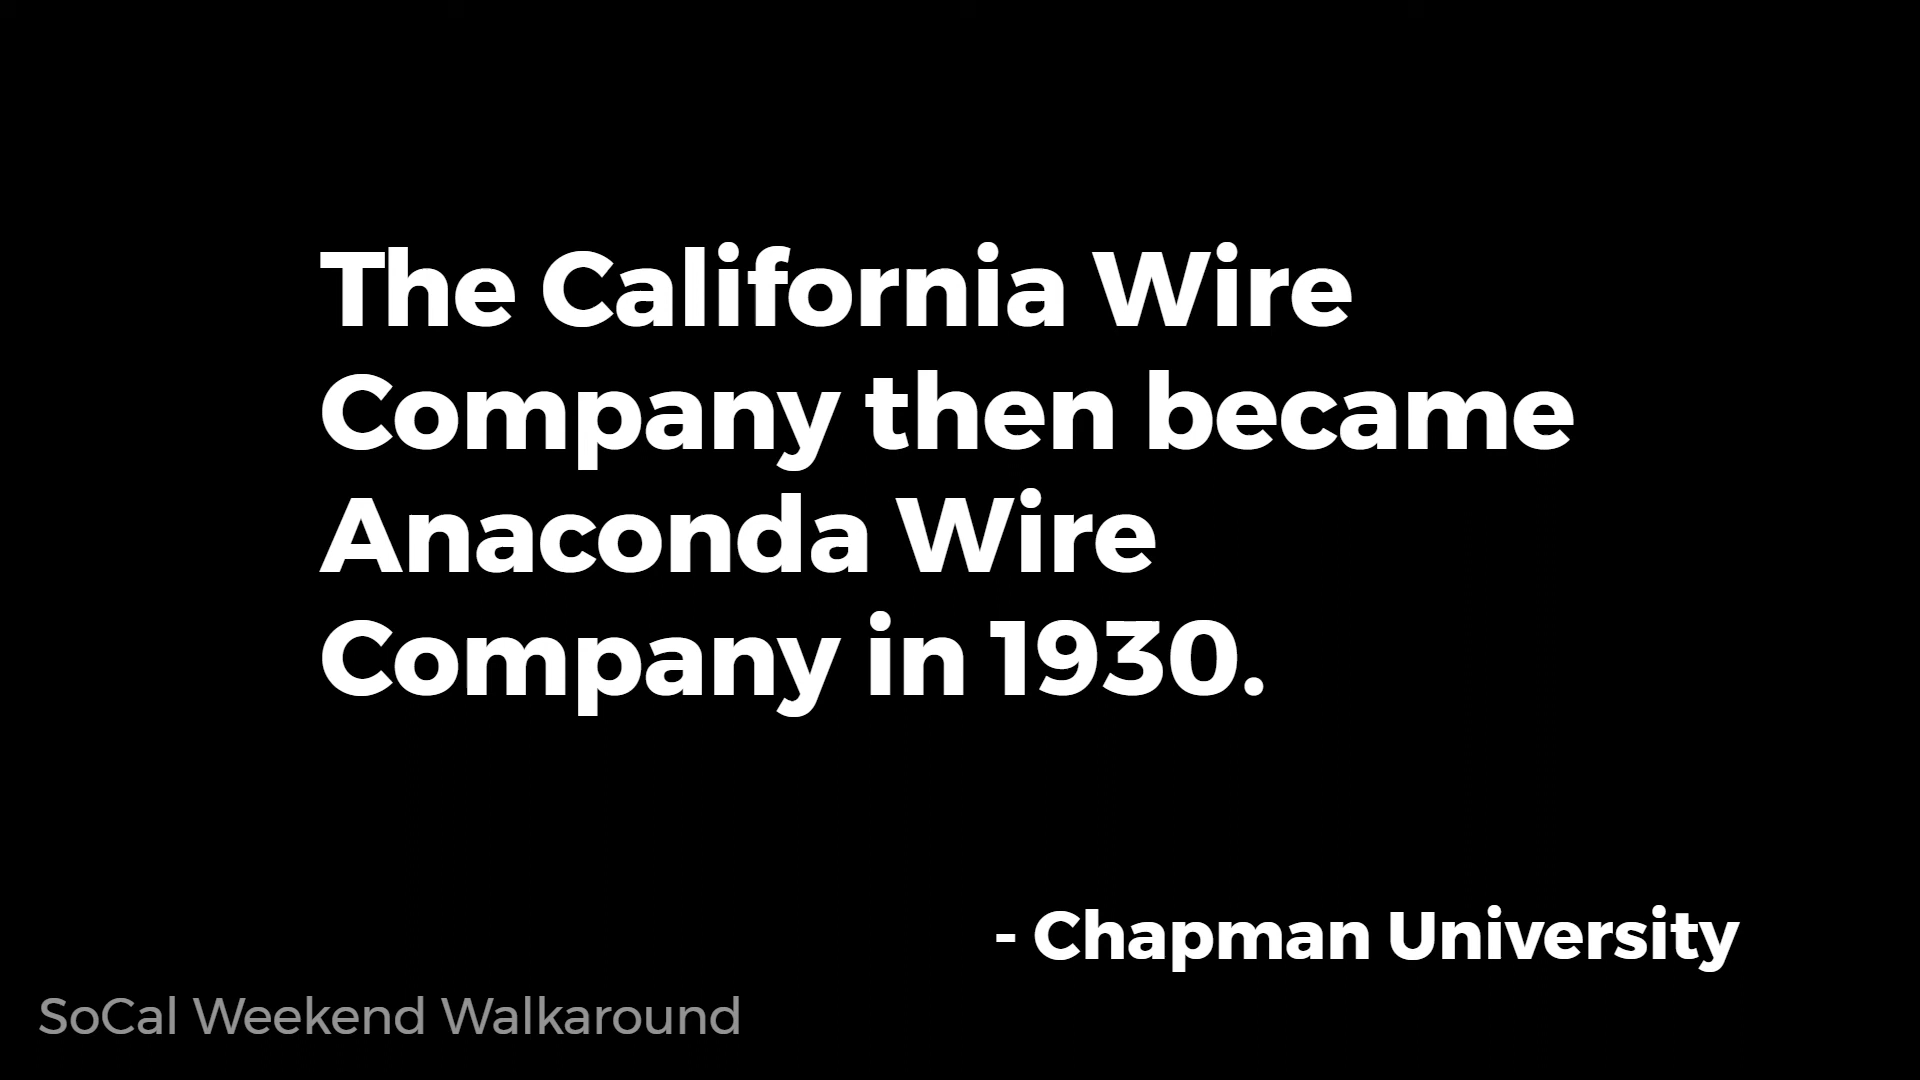 The California Wire
Company then became
Anaconda Wire
Company in 1930.
- Chapman University
SoCal Weekend Walkaround